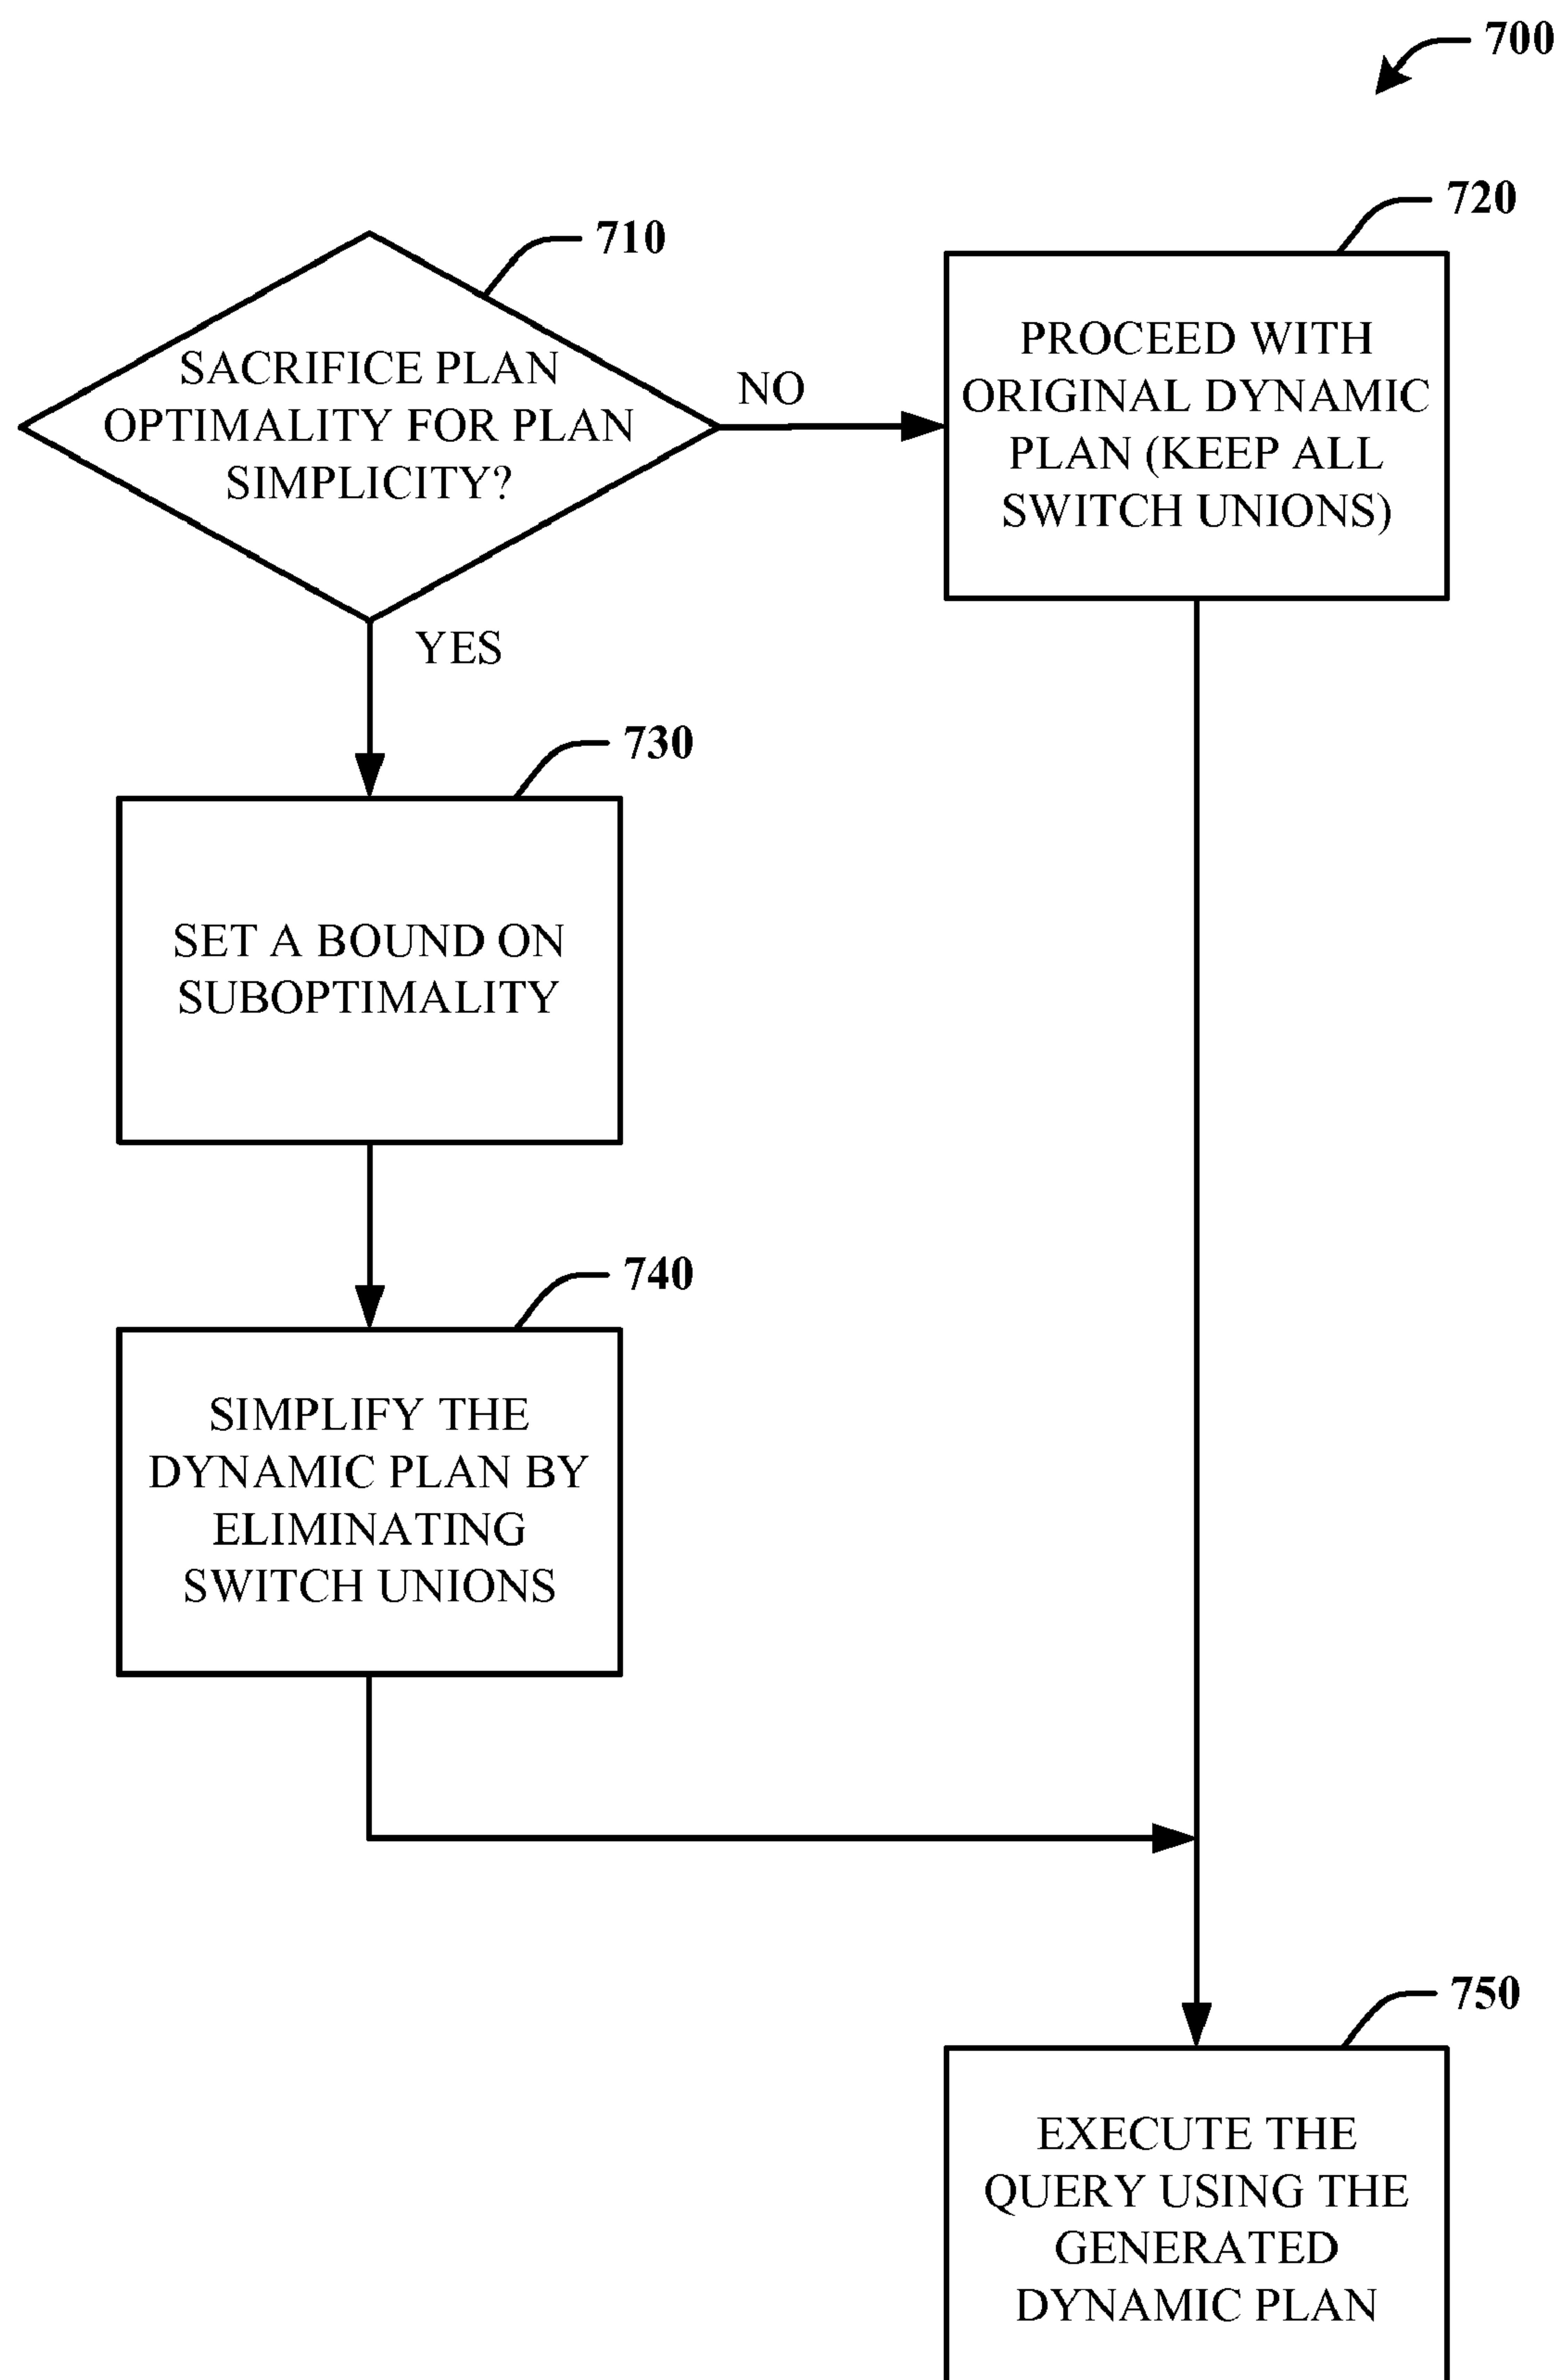 700
710
SACRIFICE PLAN
OPTIMALITY FOR PLAN
SIMPLICITY?
NO
720
PROCEED WITH
ORIGINAL DYNAMIC
PLAN (KEEP ALL
SWITCH UNIONS)
YES
730
SET A BOUND ON
SUBOPTIMALITY
740
SIMPLIFY THE
DYNAMIC PLAN BY
ELIMINATING
SWITCH UNIONS
750
EXECUTE THE
QUERY USING THE
GENERATED
DYNAMIC PLAN